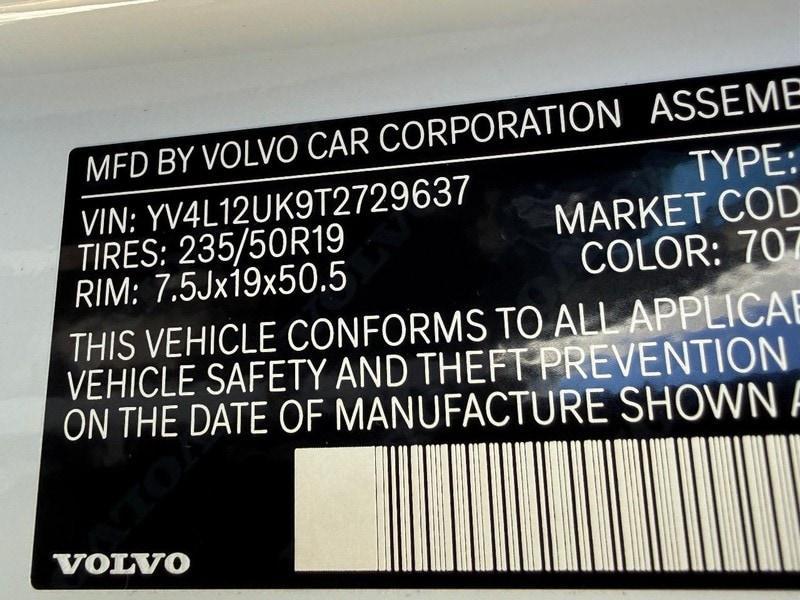 MFD BY VOLVO CAR CORPORATION ASSEMB
VIN: YV4L12UK9T2729637 TYPE:
TIRES: 235/50R19 MARKET COD
RIM: 7.5Jx19x50.5 COLOR: 707
THIS VEHICLE CONFORMS TO ALL APPLICAB
VEHICLE SAFETY AND THEFT PREVENTION
ON THE DATE OF MANUFACTURE SHOWN A
VOLVO